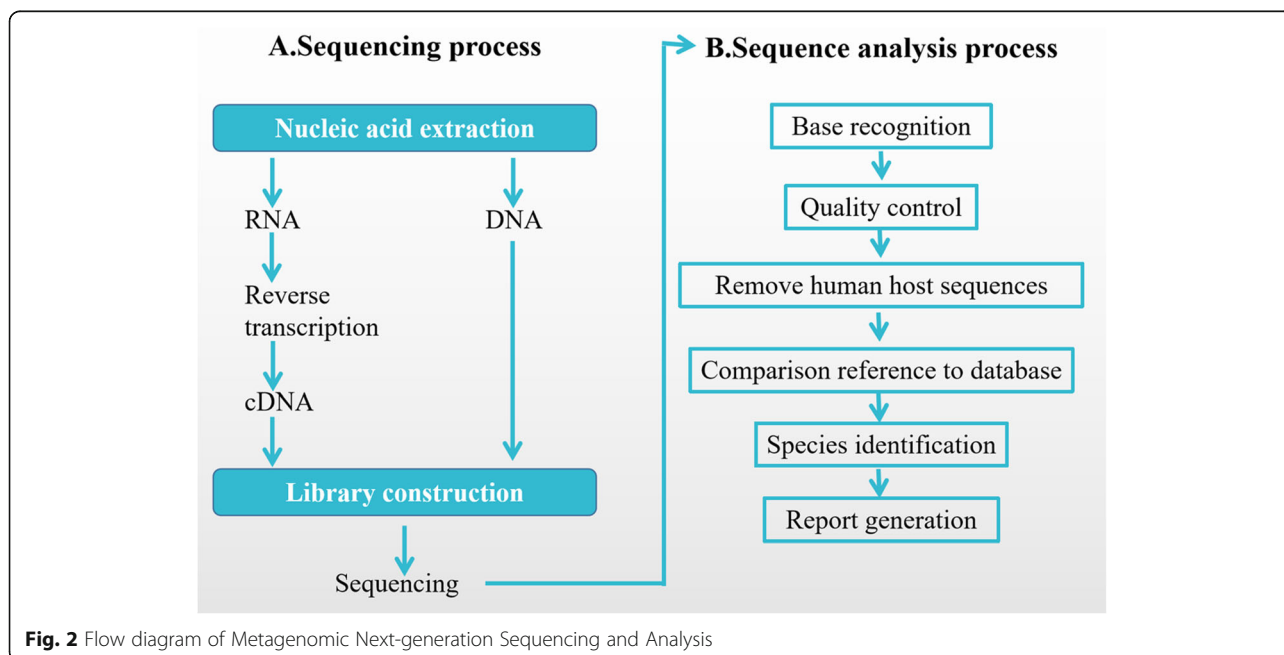 A.Sequencing process
Nucleic acid extraction
RNA
DNA
Reverse
transcription
cDNA
Library construction
Sequencing
B.Sequence analysis process
Base recognition
Quality control
Remove human host sequences
Comparison reference to database
Species identification
Report generation
Fig. 2 Flow diagram of Metagenomic Next-generation Sequencing and Analysis